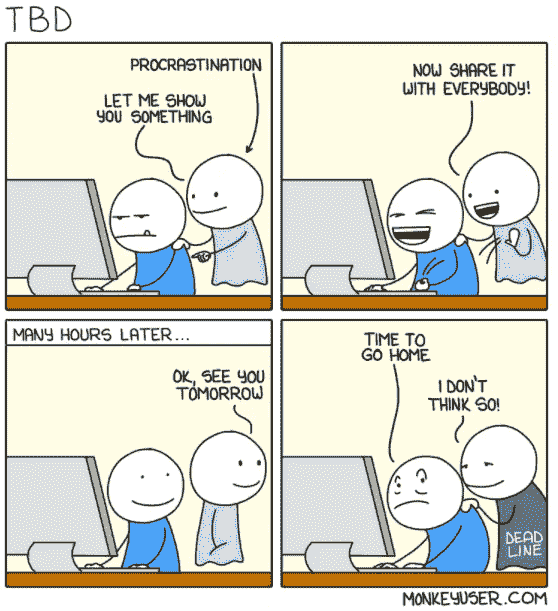 TBD
PROCRASTINATION
LET ME SHOW
YOU SOMETHING
NOW SHARE IT
WITH EVERYBODY!
MANY HOURS LATER...
OK, SEE YOU
TOMORROW
TIME TO
GO HOME
I DON'T
THINK SO!
DEAD
LINE
MONKEYUSER.COM